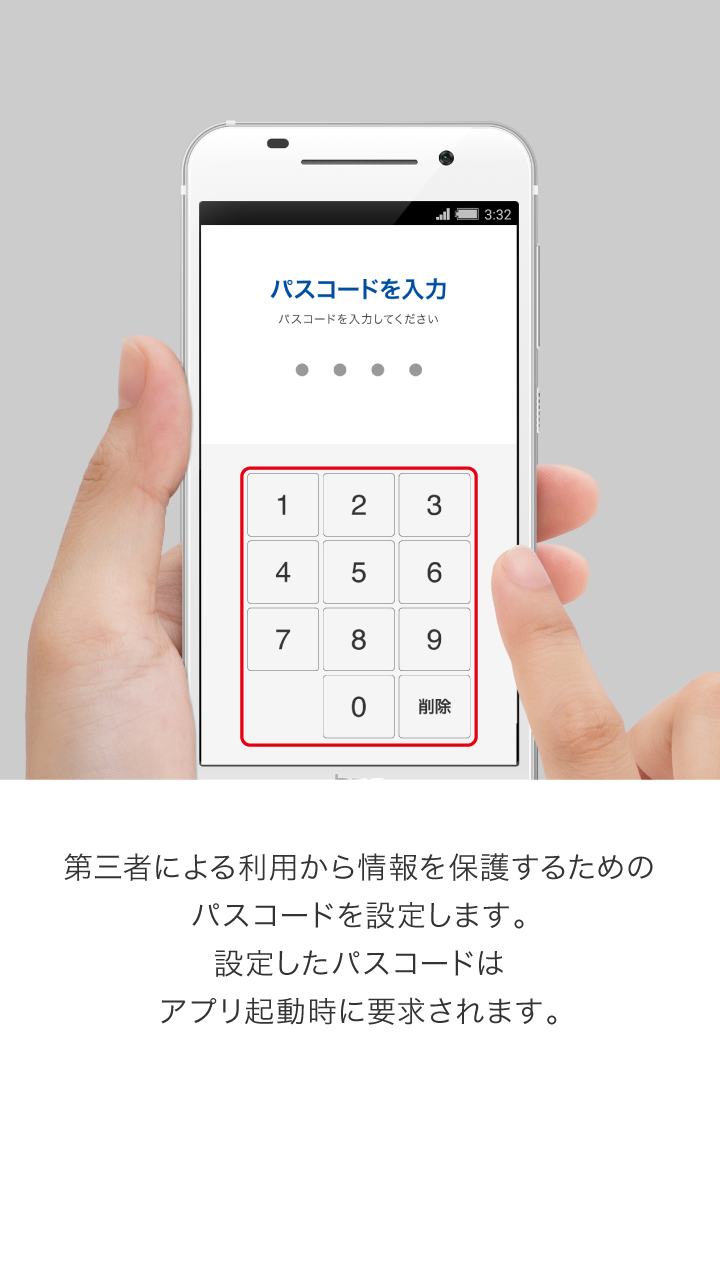 3:32
パスコードを入力
パスコードを入力してください
1 2 3
4 5 6
7 8 9
0 削除
第三者による利用から情報を保護するための
パスコードを設定します。
設定したパスコードは
アプリ起動時に要求されます。